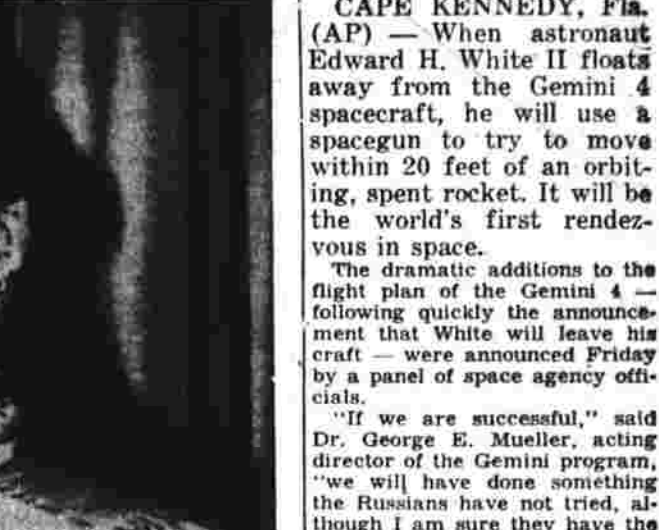 CAPE KENNEDY, Fla.
(AP) — When astronaut
Edward H. White II floats
away from the Gemini 4
spacecraft, he will use a
spacegun to try to move
within 20 feet of an orbit-
ing, spent rocket. It will be
the world's first rendez-
vous in space.
The dramatic additions to the
flight plan of the Gemini 4 —
following quickly the announce-
ment that White will leave his
craft — were announced Friday
by a panel of space agency offi-
cials.
"If we are successful," said
Dr. George E. Mueller, acting
director of the Gemini program,
"we will have done something
the Russians have not tried, al-
though I am sure they have the